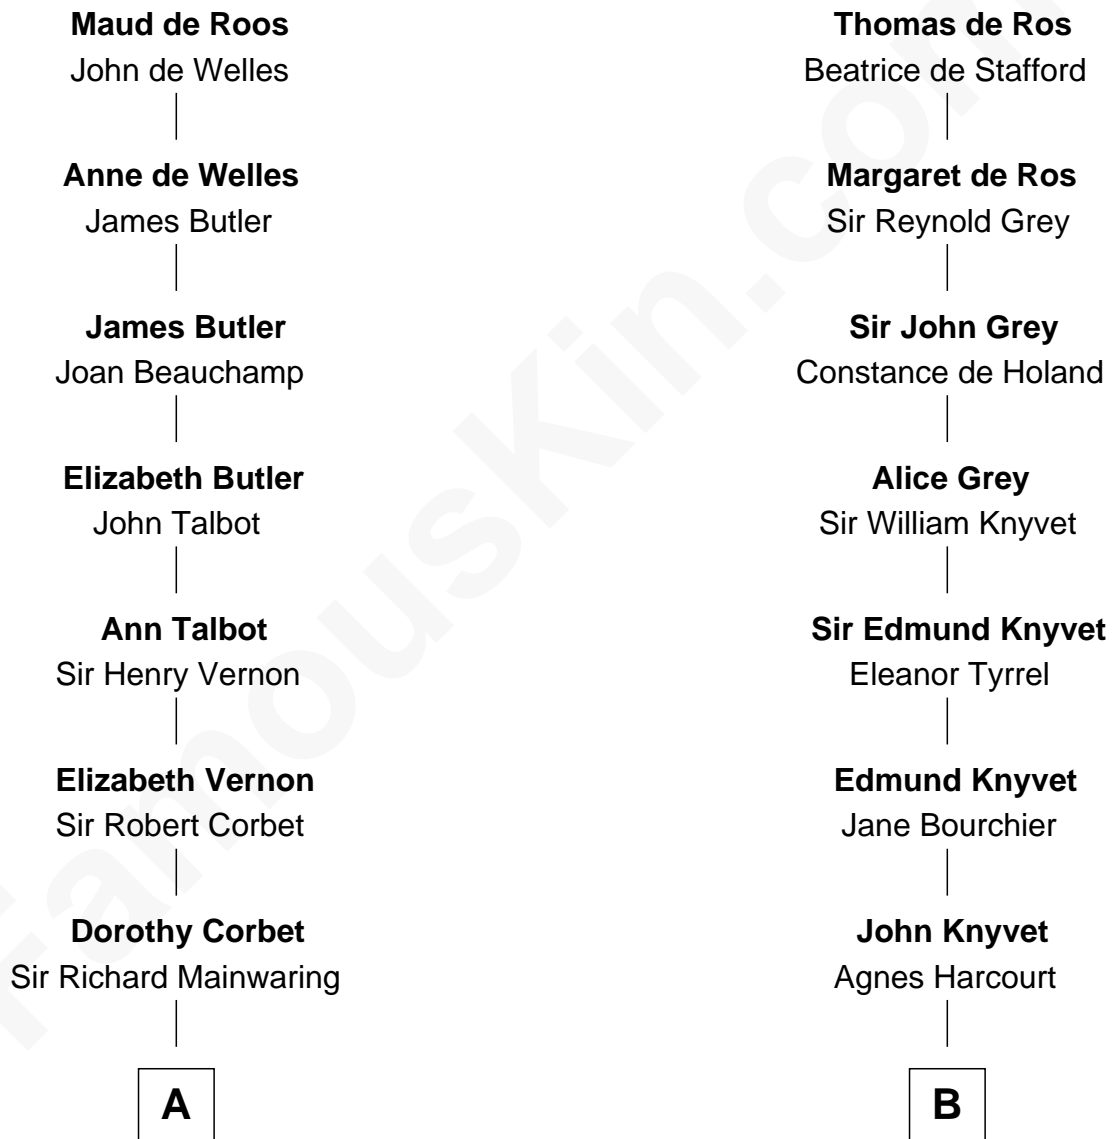 Maud de Roos
John de Welles
Anne de Welles
James Butler
James Butler
Joan Beauchamp
Elizabeth Butler
John Talbot
Ann Talbot
Sir Henry Vernon
Elizabeth Vernon
Sir Robert Corbet
Dorothy Corbet
Sir Richard Mainwaring
A
Thomas de Ros
Beatrice de Stafford
Margaret de Ros
Sir Reynold Grey
Sir John Grey
Constance de Holand
Alice Grey
Sir William Knyvet
Sir Edmund Knyvet
Eleanor Tyrrel
Edmund Knyvet
Jane Bourchier
John Knyvet
Agnes Harcourt
B
FamousKin.com